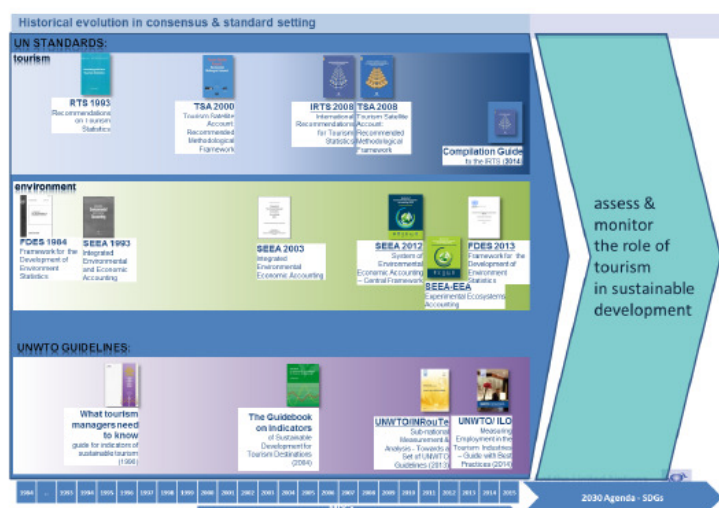 Historical evolution in consensus & standard setting
UN STANDARDS:
tourism
RTS 1993
Recommendations
on Tourism
Statistics
TSA 2000
Tourism Satellite
Account:
Recommended
Methodological
Framework
IRTS 2008
International
Recommendations
for Tourism
Statistics
TSA 2008
Tourism Satellite
Account:
Recommended
Methodological
Framework
Compilation Guide
to the IRTS (2014)
environment
FDES 1984
Framework for the
Development of
Environment
Statistics
SEEA 1993
Integrated
Environmental
and Economic
Accounting
SEEA 2003
Integrated
Environmental
Economic Accounting
SEEA 2012
System of
Environmental
Economic Accounting
– Central Framework
SEEA-EEA
Experimental Ecosystems
Accounting
FDES 2013
Framework for the
Development of
Environment
Statistics
UNWTO GUIDELINES:
What tourism
managers need
to know
guide for indicators of
sustainable tourism
(1996)
The Guidebook
on Indicators
of Sustainable
Development for
Tourism Destinations
(2004)
UNWTO/INRouTe
Sub-national
Measurement &
Analysis - Towards a
Set of UNWTO
Guidelines (2013)
UNWTO/ ILO
Measuring
Employment in the
Tourism Industries
– Guide with Best
Practices (2014)
assess &
monitor
the role of
tourism
in sustainable
development
1984 ... 1993 1994 1995 1996 1997 1998 1999 2000 2001 2002 2003 2004 2005 2006 2007 2008 2009 2010 2011 2012 2013 2014 2015
2030 Agenda - SDGs